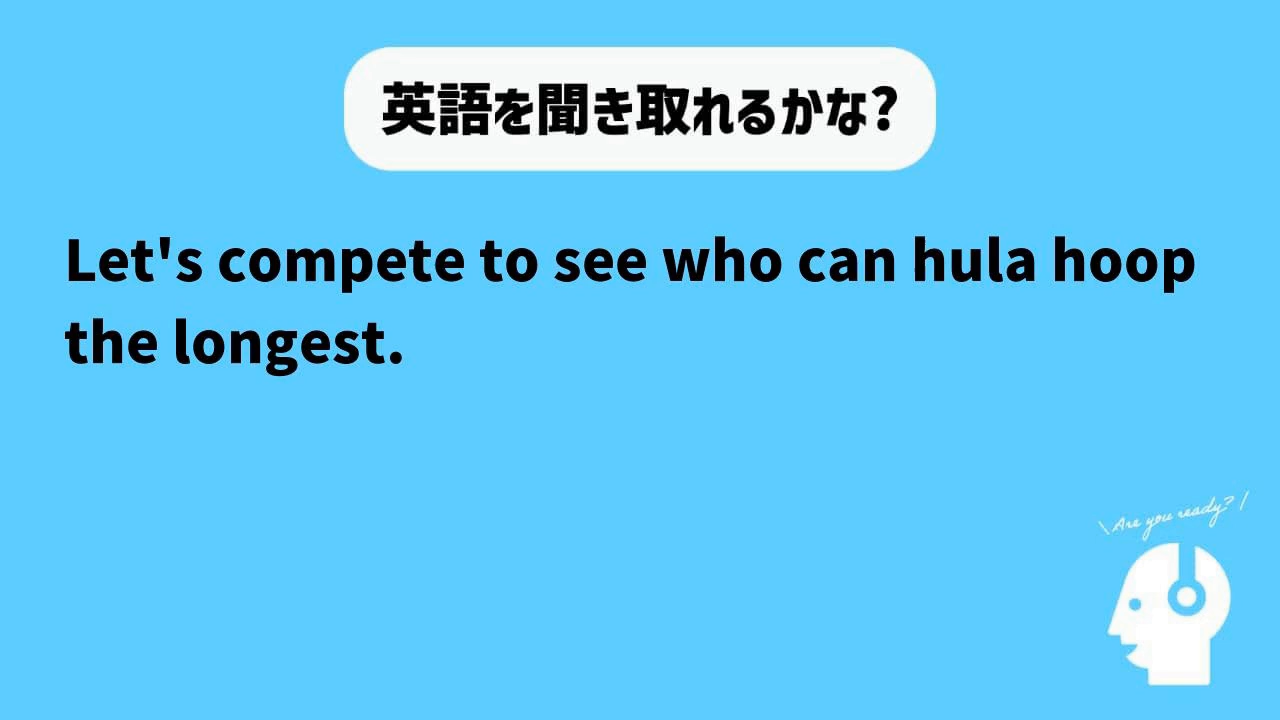 英語を聞き取れるかな?
Let's compete to see who can hula hoop
the longest.
\ Are you ready? /